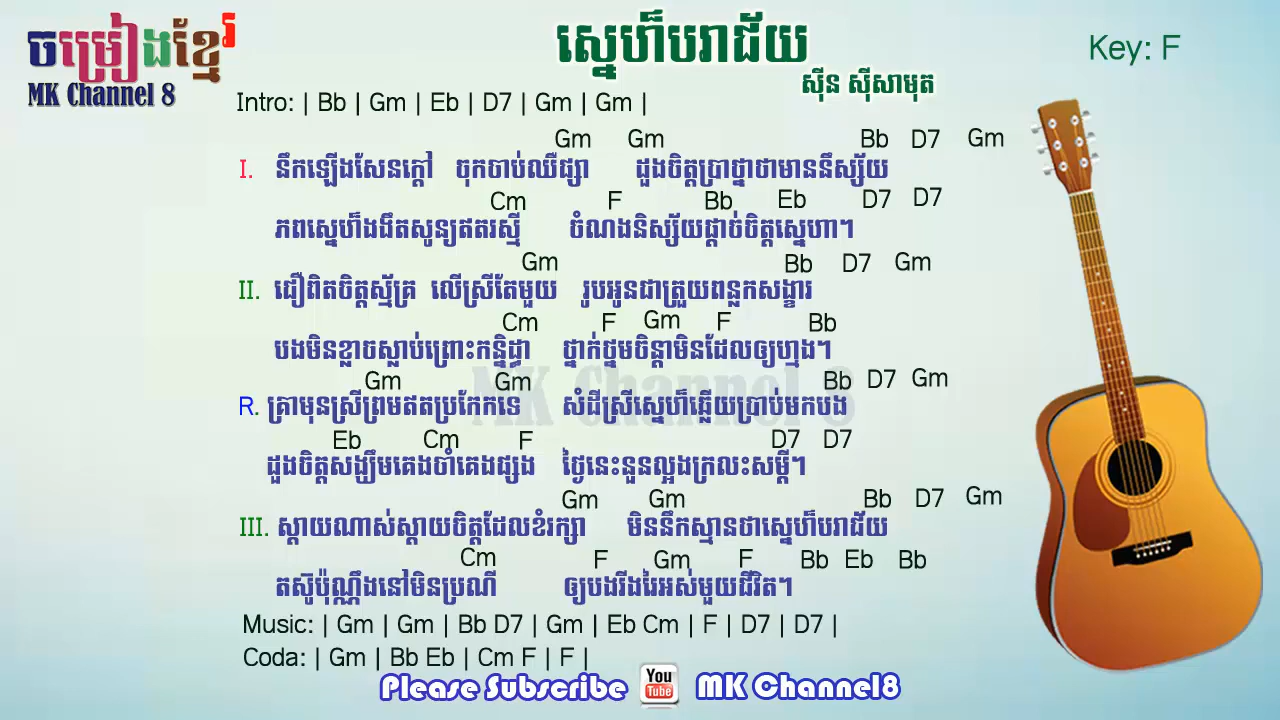 ចម្រៀងខ្មែរ
MK Channel 8
ស្នេហ៍បរាជ័យ
Key: F
ស៊ីន ស៊ីសាមុត
Intro: | Bb | Gm | Eb | D7 | Gm | Gm |
Gm Gm Bb D7 Gm
I. នឹកឡើងសែនក្ដៅ ចុកចាប់ឈឺផ្សា ដួងចិត្តប្រាថ្នាថាមាននឹស្ស័យ
Cm F Bb Eb D7 D7
ភពស្នេហ៍ងងឹតសូន្យឥតរស្មី ចំណងនិស្ស័យផ្ដាច់ចិត្តស្នេហា។
Gm Bb D7 Gm
II. ជឿពិតចិត្តស្ម័គ្រ លើស្រីតែមួយ រូបអូនជាត្រួយពន្លកសង្ខារ
Cm F Gm F Bb
បងមិនខ្លាចស្លាប់ព្រោះកន្និដ្ឋា ថ្នាក់ថ្នមចិន្ដាមិនដែលឲ្យហ្មង។
Gm Gm Bb D7 Gm
R. គ្រាមុនស្រីព្រមឥតប្រកែកទេ សំដីស្រីស្នេហ៍ឆ្លើយប្រាប់មកបង
Eb Cm F D7 D7
ដួងចិត្តសង្ឃឹមគេងចាំគេងផ្សង ថ្ងៃនេះនួនល្អងក្រលះសម្ដី។
Gm Gm Bb D7 Gm
III. ស្ដាយណាស់ស្ដាយចិត្តដែលខំរក្សា មិននឹកស្មានថាស្នេហ៍បរាជ័យ
Cm F Gm F Bb Eb Bb
តស៊ូប៉ុណ្ណឹងនៅមិនប្រណី ឲ្យបងរីងរៃអស់មួយជីវិត។
Music: | Gm | Gm | Bb D7 | Gm | Eb Cm | F | D7 | D7 |
Coda: | Gm | Bb Eb | Cm F | F |
Please Subscribe You Tube MK Channel8
MK Channel 8